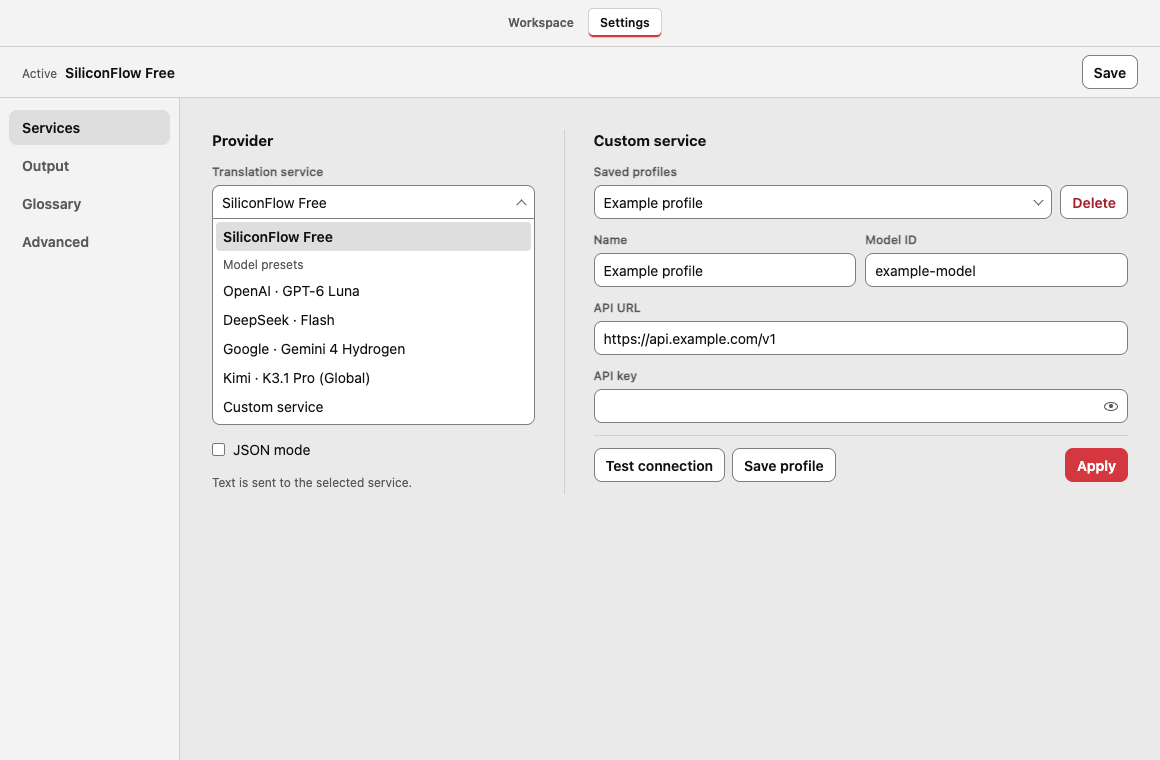 Workspace
Settings
Active SiliconFlow Free
Save
Services
Output
Glossary
Advanced
Provider
Translation service
SiliconFlow Free
SiliconFlow Free
Model presets
OpenAI · GPT-6 Luna
DeepSeek · Flash
Google · Gemini 4 Hydrogen
Kimi · K3.1 Pro (Global)
Custom service
JSON mode
Text is sent to the selected service.
Custom service
Saved profiles
Example profile
Delete
Name
Model ID
Example profile
example-model
API URL
https://api.example.com/v1
API key
Test connection
Save profile
Apply